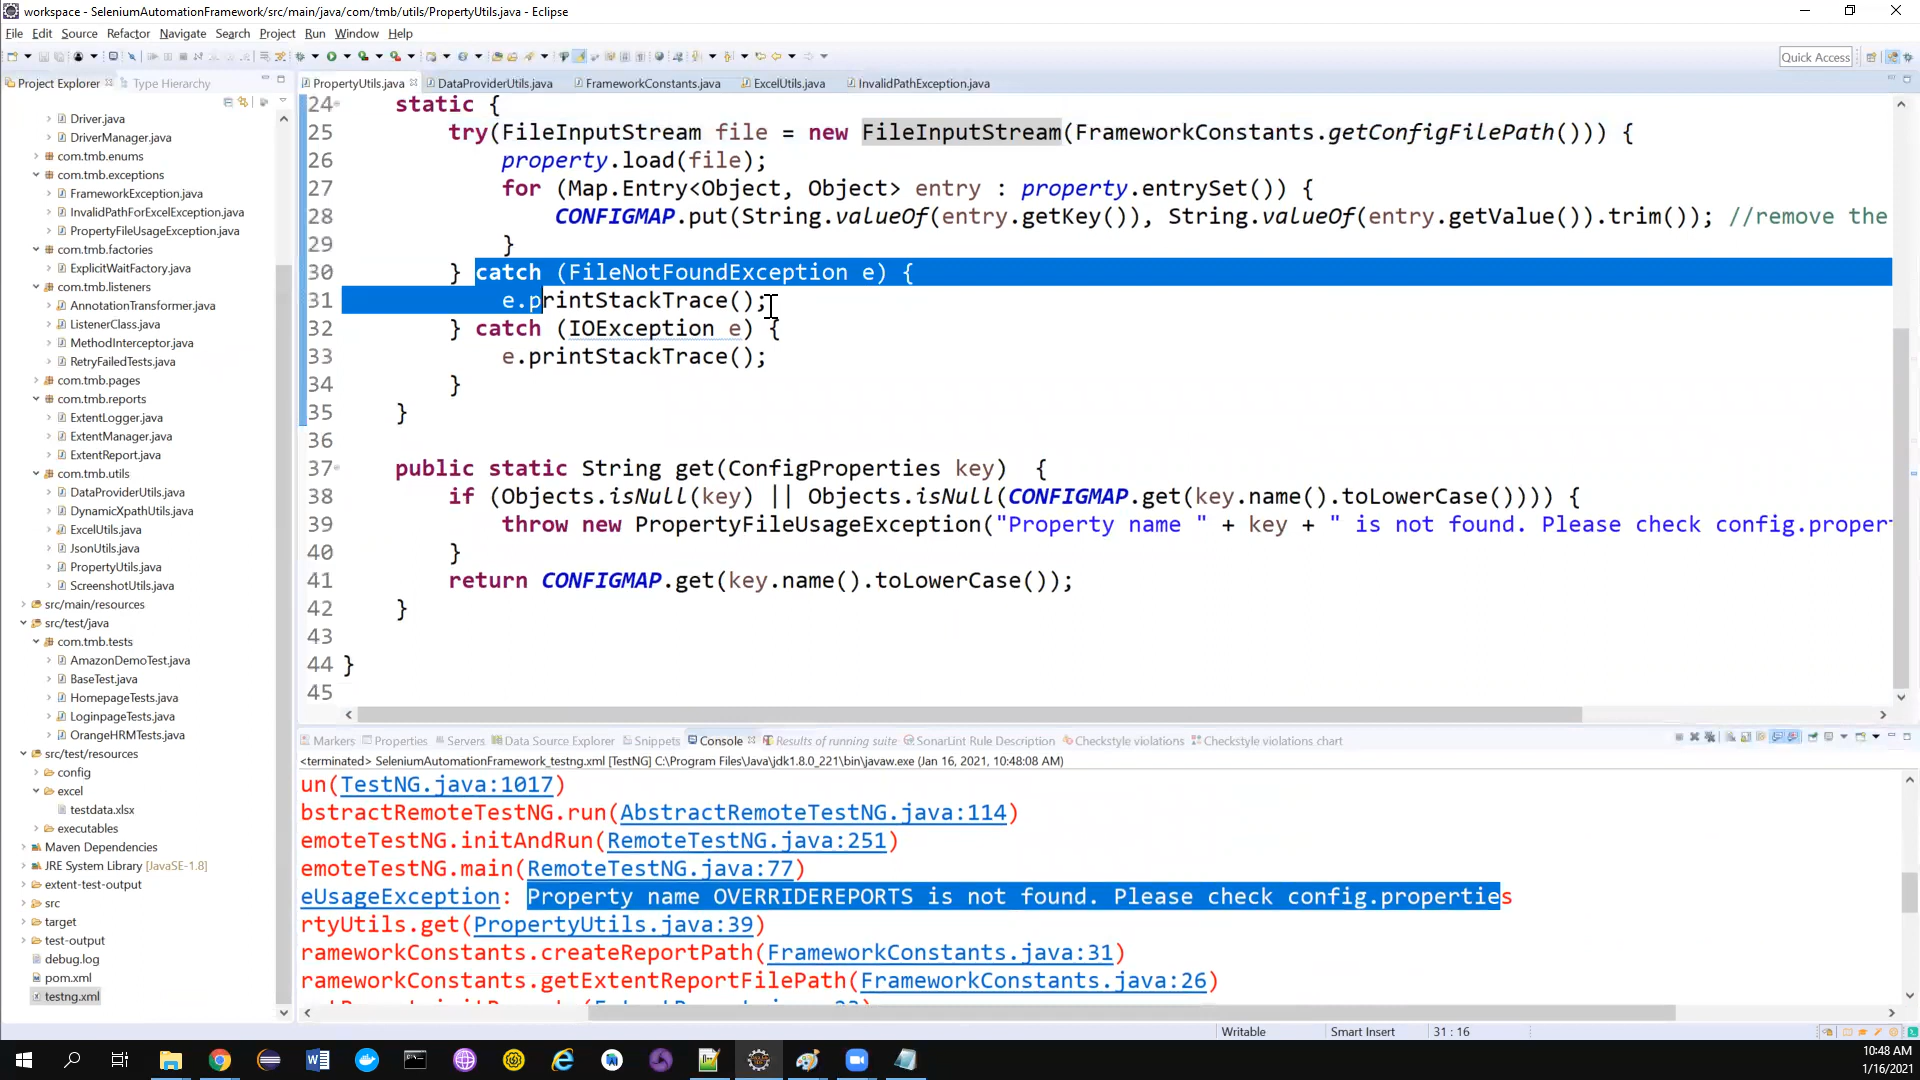 workspace - SeleniumAutomationFramework/src/main/java/com/tmb/utils/PropertyUtils.java - Eclipse
File Edit Source Refactor Navigate Search Project Run Window Help
Quick Access
Project Explorer Type Hierarchy
PropertyUtils.java DataProviderUtils.java FrameworkConstants.java ExcelUtils.java InvalidPathException.java
Driver.java
DriverManager.java
com.tmb.enums
com.tmb.exceptions
FrameworkException.java
InvalidPathForExcelException.java
PropertyFileUsageException.java
com.tmb.factories
ExplicitWaitFactory.java
com.tmb.listeners
AnnotationTransformer.java
ListenerClass.java
MethodInterceptor.java
RetryFailedTests.java
com.tmb.pages
com.tmb.reports
ExtentLogger.java
ExtentManager.java
ExtentReport.java
com.tmb.utils
DataProviderUtils.java
DynamicXpathUtils.java
ExcelUtils.java
JsonUtils.java
PropertyUtils.java
ScreenshotUtils.java
src/main/resources
src/test/java
com.tmb.tests
AmazonDemoTest.java
BaseTest.java
HomepageTests.java
LoginpageTests.java
OrangeHRMTests.java
src/test/resources
config
excel
testdata.xlsx
executables
Maven Dependencies
JRE System Library [JavaSE-1.8]
extent-test-output
src
target
test-output
debug.log
pom.xml
testng.xml
24 static {
25 try(FileInputStream file = new FileInputStream(FrameworkConstants.getConfigFilePath())) {
26 property.load(file);
27 for (Map.Entry<Object, Object> entry : property.entrySet()) {
28 CONFIGMAP.put(String.valueOf(entry.getKey()), String.valueOf(entry.getValue()).trim()); //remove the
29 }
30 } catch (FileNotFoundException e) {
31 e.printStackTrace();
32 } catch (IOException e) {
33 e.printStackTrace();
34 }
35 }
36
37 public static String get(ConfigProperties key) {
38 if (Objects.isNull(key) || Objects.isNull(CONFIGMAP.get(key.name().toLowerCase()))) {
39 throw new PropertyFileUsageException("Property name " + key + " is not found. Please check config.proper
40 }
41 return CONFIGMAP.get(key.name().toLowerCase());
42 }
43
44 }
45
Markers Properties Servers Data Source Explorer Snippets Console Results of running suite SonarLint Rule Description Checkstyle violations Checkstyle violations chart
<terminated> SeleniumAutomationFramework_testng.xml [TestNG] C:\Program Files\Java\jdk1.8.0_221\bin\javaw.exe (Jan 16, 2021, 10:48:08 AM)
un(TestNG.java:1017)
bstractRemoteTestNG.run(AbstractRemoteTestNG.java:114)
emoteTestNG.initAndRun(RemoteTestNG.java:251)
emoteTestNG.main(RemoteTestNG.java:77)
eUsageException: Property name OVERRIDEREPORTS is not found. Please check config.properties
rtyUtils.get(PropertyUtils.java:39)
rameworkConstants.createReportPath(FrameworkConstants.java:31)
rameworkConstants.getExtentReportFilePath(FrameworkConstants.java:26)
Writable Smart Insert 31 : 16
10:48 AM
1/16/2021